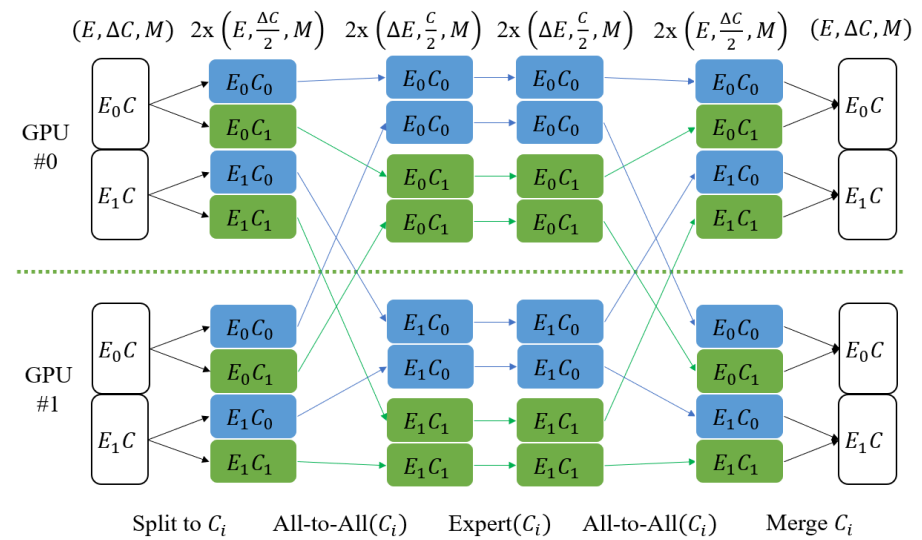 (E, ΔC, M) 2x (E, ΔC/2, M) 2x (ΔE, C/2, M) 2x (ΔE, C/2, M) 2x (E, ΔC/2, M) (E, ΔC, M)
GPU
#0
E₀C
E₁C
E₀C₀
E₀C₁
E₁C₀
E₁C₁
E₀C₀
E₀C₀
E₀C₁
E₀C₁
E₀C₀
E₀C₀
E₀C₁
E₀C₁
E₀C₀
E₀C₁
E₁C₀
E₁C₁
E₀C
E₁C
GPU
#1
E₀C
E₁C
E₀C₀
E₀C₁
E₁C₀
E₁C₁
E₁C₀
E₁C₀
E₁C₁
E₁C₁
E₁C₀
E₁C₀
E₁C₁
E₁C₁
E₀C₀
E₀C₁
E₁C₀
E₁C₁
E₀C
E₁C
Split to Cᵢ All-to-All(Cᵢ) Expert(Cᵢ) All-to-All(Cᵢ) Merge Cᵢ